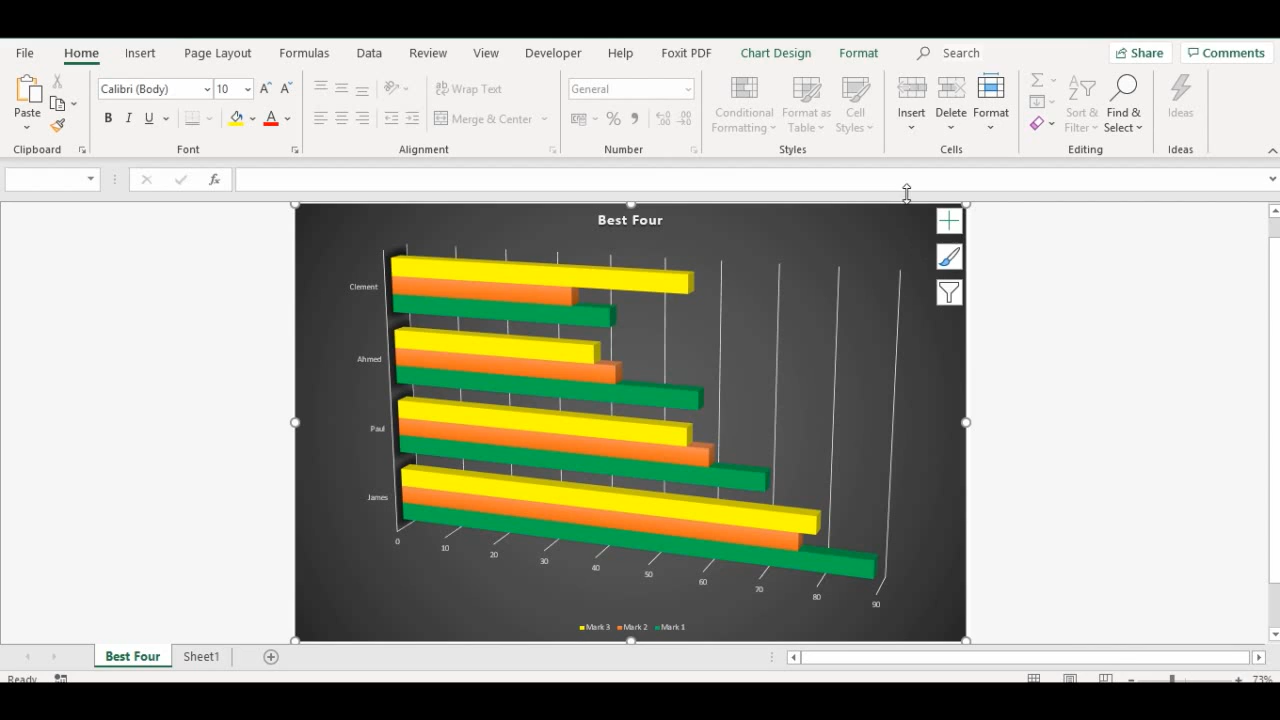 File Home Insert Page Layout Formulas Data Review View Developer Help Foxit PDF Chart Design Format Search Share Comments
Calibri (Body) 10 A A Wrap Text General
Paste B I U A Merge & Center % Conditional Formatting Format as Table Cell Styles Insert Delete Format Sort & Filter Find & Select Ideas
Clipboard Font Alignment Number Styles Cells Editing Ideas
fx
Best Four
Clement
Ahmed
Paul
James
0 10 20 30 40 50 60 70 80 90
Mark 3 Mark 2 Mark 1
Best Four Sheet1
Ready 73%